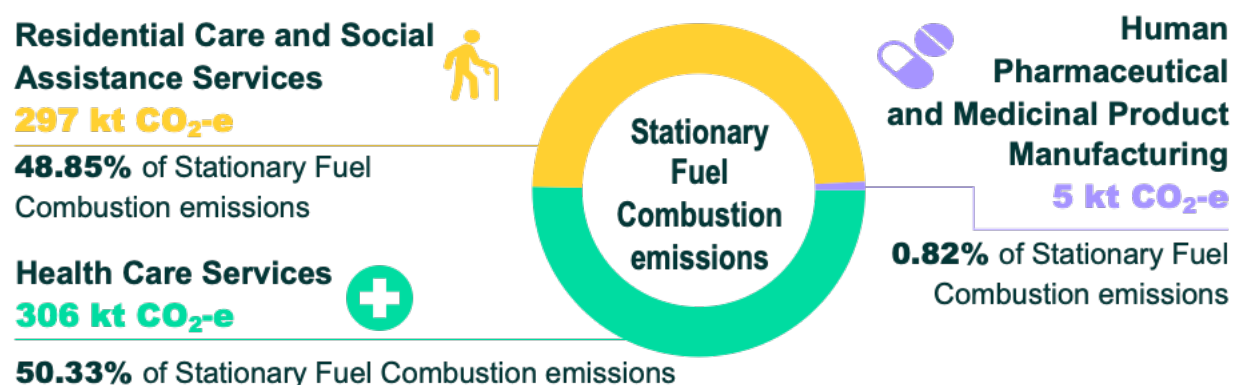 Residential Care and Social
Assistance Services
297 kt CO₂-e
48.85% of Stationary Fuel
Combustion emissions
Health Care Services
306 kt CO₂-e
50.33% of Stationary Fuel Combustion emissions
Stationary
Fuel
Combustion
emissions
Human
Pharmaceutical
and Medicinal Product
Manufacturing
5 kt CO₂-e
0.82% of Stationary Fuel
Combustion emissions